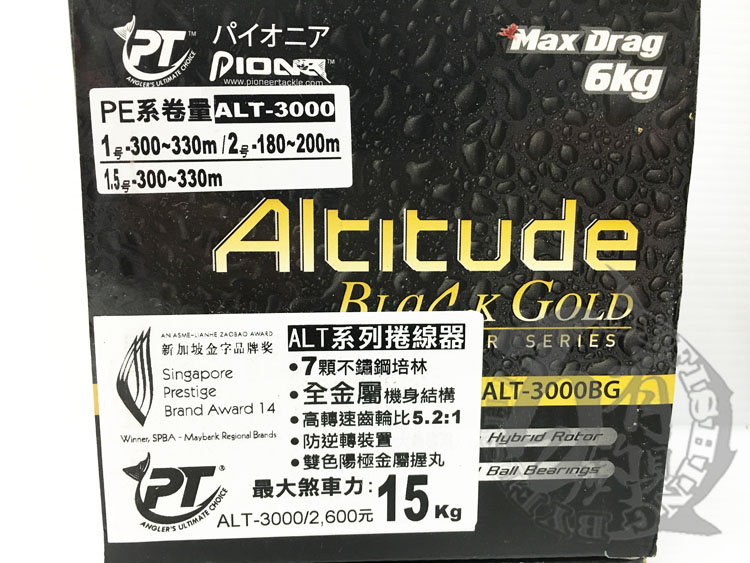 PT™
ANGLER'S ULTIMATE CHOICE
パイオニア
PIONEER™
www.pioneertackle.com
Max Drag
6kg
PE系卷量 ALT-3000
1号-300~330m / 2号-180~200m
1.5号-300~330m
Altitude
BLACK GOLD
SERIES
AN ASME-LIANHE ZAOBAO AWARD
新加坡金字品牌奖
Singapore
Prestige
Brand Award 14
Winner, SPBA - Maybank Regional Brands
PT®
ANGLER'S ULTIMATE CHOICE
ALT系列捲線器
•7顆不鏽鋼培林
•全金屬機身結構
•高轉速齒輪比5.2:1
•防逆轉裝置
•雙色陽極金屬握丸
最大煞車力: 15Kg
ALT-3000/2,600元
ALT-3000BG
Hybrid Rotor
Ball Bearings
FISHING